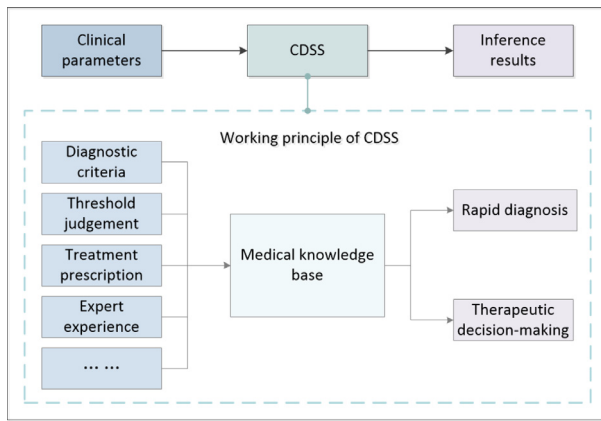 Clinical
parameters
CDSS
Inference
results
Working principle of CDSS
Diagnostic
criteria
Threshold
judgement
Treatment
prescription
Expert
experience
... ...
Medical knowledge
base
Rapid diagnosis
Therapeutic
decision-making